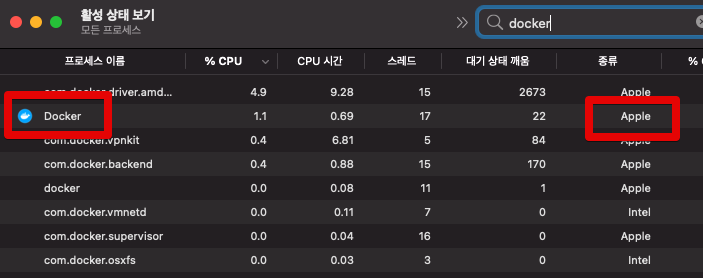 활성 상태 보기
모든 프로세스
docker
프로세스 이름 % CPU CPU 시간 스레드 대기 상태 깨움 종류 % C
com.docker.driver.amd... 4.9 9.28 15 2673 Apple
Docker 1.1 0.69 17 22 Apple
com.docker.vpnkit 0.4 6.81 5 84 Apple
com.docker.backend 0.4 0.88 15 170 Apple
docker 0.0 0.08 11 1 Apple
com.docker.vmnetd 0.0 0.11 7 0 Intel
com.docker.supervisor 0.0 0.04 16 0 Apple
com.docker.osxfs 0.0 0.03 3 0 Intel